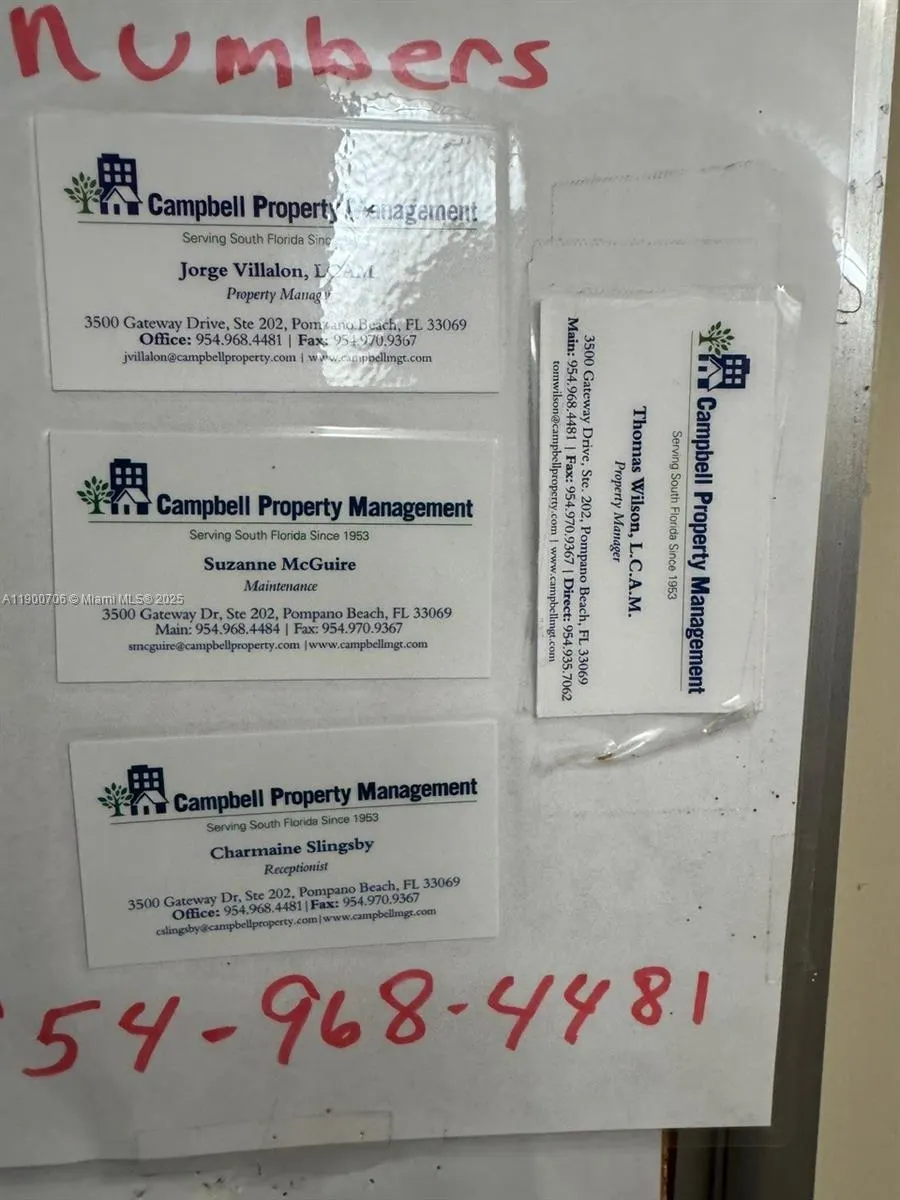 numbers
Campbell Property Management
Serving South Florida Sinc
Jorge Villalon, LCAM
Property Manag
3500 Gateway Drive, Ste 202, Pompano Beach, FL 33069
Office: 954.968.4481 | Fax: 954.970.9367
jvillalon@campbellproperty.com | www.campbellmgt.com
Campbell Property Management
Serving South Florida Since 1953
Suzanne McGuire
Maintenance
3500 Gateway Dr, Ste 202, Pompano Beach, FL 33069
Main: 954.968.4484 | Fax: 954.970.9367
smcguire@campbellproperty.com |www.campbellmgt.com
Campbell Property Management
Serving South Florida Since 1953
Charmaine Slingsby
Receptionist
3500 Gateway Dr, Ste 202, Pompano Beach, FL 33069
Office: 954.968.4481|Fax: 954.970.9367
cslingsby@campbellproperty.com|www.campbellmgt.com
Campbell Property Management
Serving South Florida Since 1953
Thomas Wilson, L.C.A.M.
Property Manager
3500 Gateway Drive, Ste. 202, Pompano Beach, FL 33069
Main: 954.968.4481 | Fax: 954.970.9367 | Direct: 954.935.7062
tomwilson@campbellproperty.com | www.campbellmgt.com
54-968-4481
A11900706 © Miami MLS® 2025